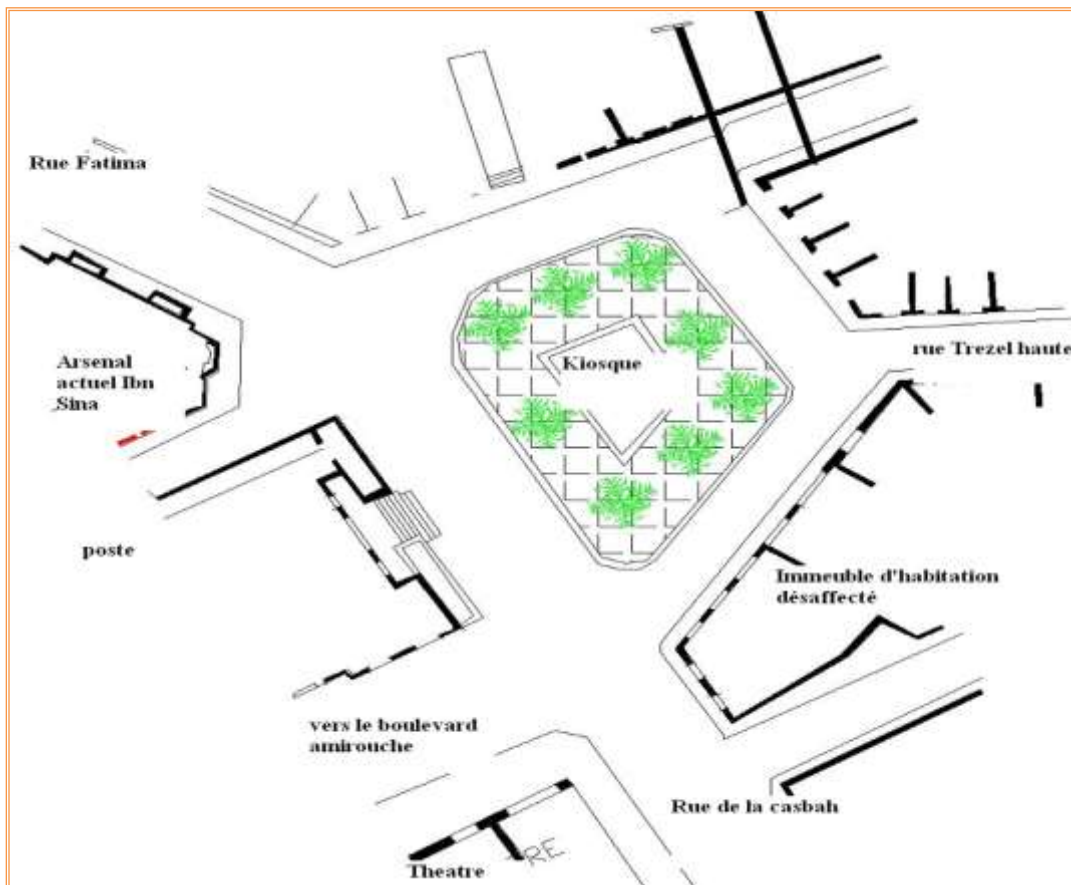 Rue Fatima
Kiosque
rue Trezel haute
Arsenal
actuel Ibn
Sina
poste
Immeuble d'habitation
désaffecté
vers le boulevard
amirouche
Rue de la casbah
Theatre
RE